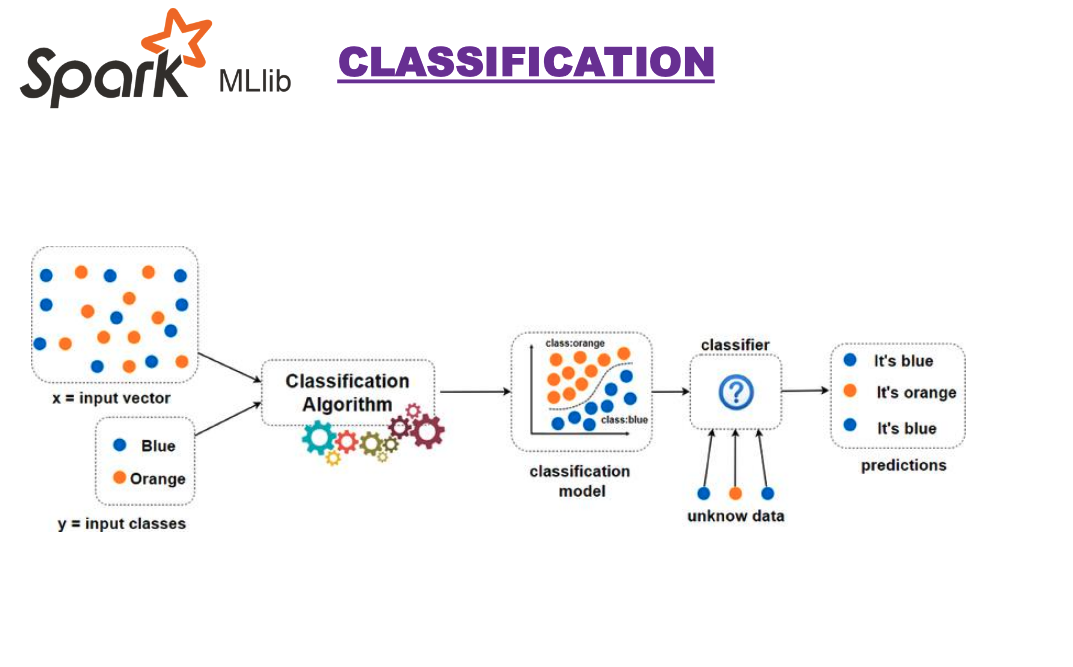 Spark MLlib
CLASSIFICATION
x = input vector
Blue
Orange
y = input classes
Classification
Algorithm
class:orange
class:blue
classification
model
classifier
?
unknow data
It's blue
It's orange
It's blue
predictions